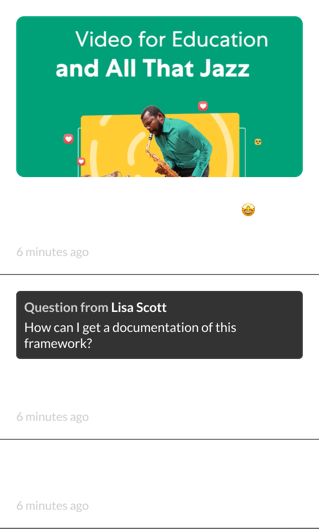 Video for Education
and All That Jazz
6 minutes ago
Question from Lisa Scott
How can I get a documentation of this
framework?
6 minutes ago
6 minutes ago